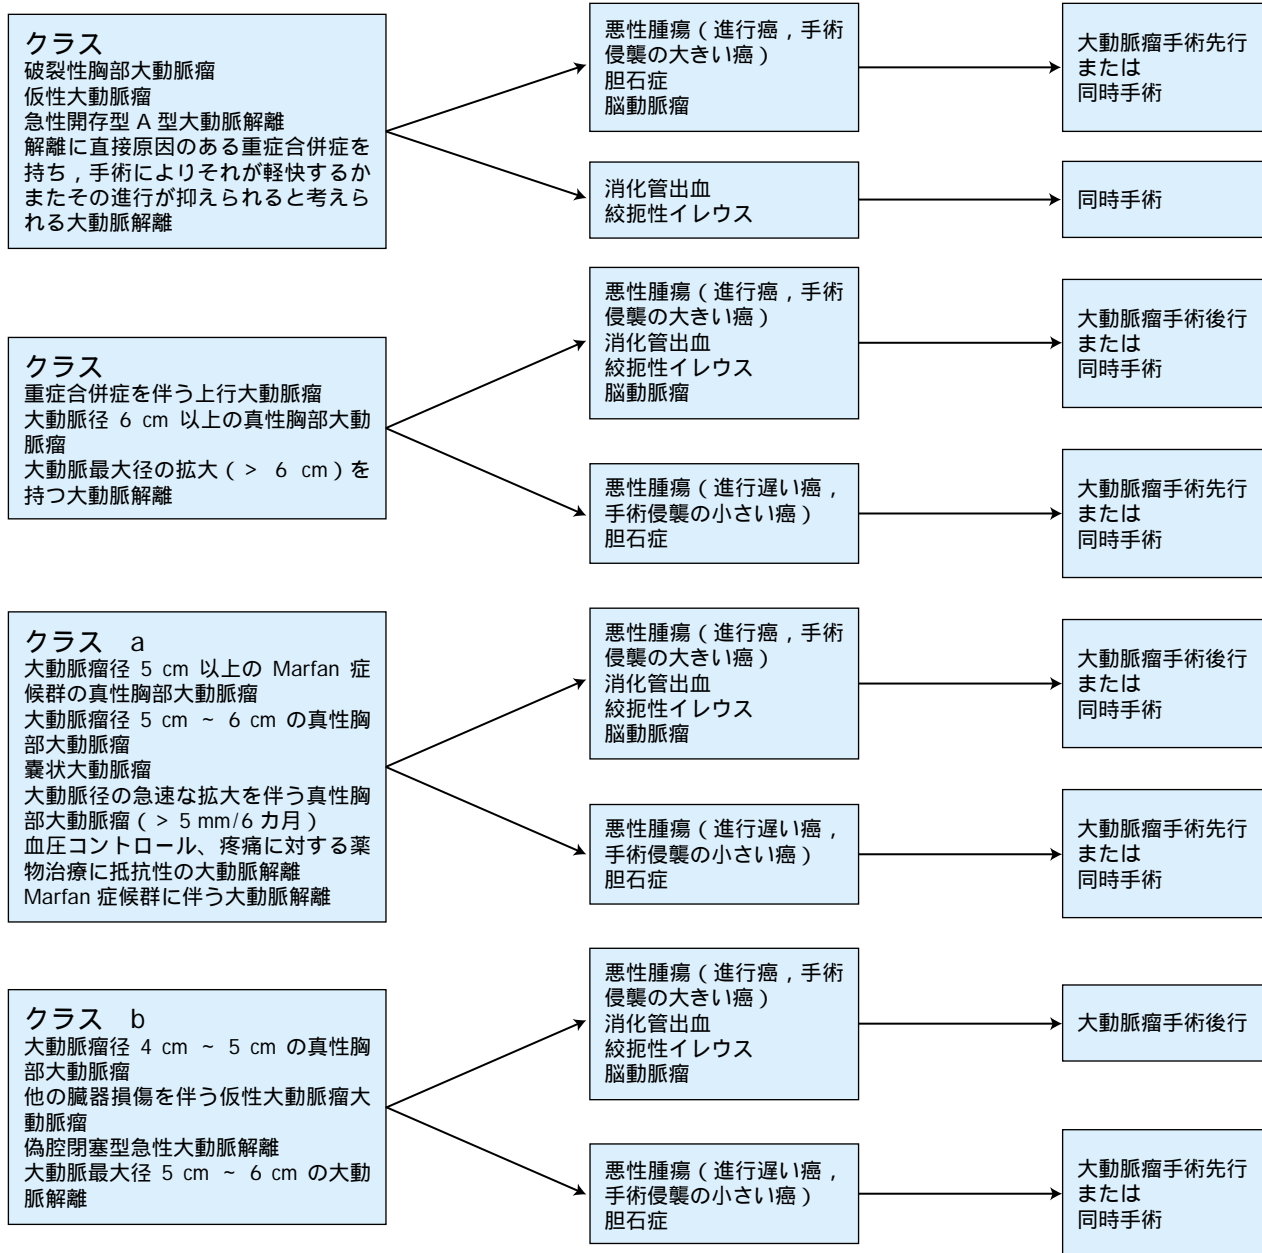 クラス
破裂性胸部大動脈瘤
仮性大動脈瘤
急性開存型 A 型大動脈解離
解離に直接原因のある重症合併症を
持ち，手術によりそれが軽快するか
またその進行が抑えられると考えら
れる大動脈解離
悪性腫瘍（進行癌，手術
侵襲の大きい癌）
胆石症
脳動脈瘤
大動脈瘤手術先行
または
同時手術
消化管出血
絞扼性イレウス
同時手術
クラス
重症合併症を伴う上行大動脈瘤
大動脈径 6 cm 以上の真性胸部大動
脈瘤
大動脈最大径の拡大（> 6 cm）を
持つ大動脈解離
悪性腫瘍（進行癌，手術
侵襲の大きい癌）
消化管出血
絞扼性イレウス
脳動脈瘤
大動脈瘤手術後行
または
同時手術
悪性腫瘍（進行遅い癌，
手術侵襲の小さい癌）
胆石症
大動脈瘤手術先行
または
同時手術
クラス a
大動脈瘤径 5 cm 以上の Marfan 症
候群の真性胸部大動脈瘤
大動脈瘤径 5 cm ~ 6 cm の真性胸
部大動脈瘤
嚢状大動脈瘤
大動脈径の急速な拡大を伴う真性胸
部大動脈瘤（> 5 mm/6 カ月）
血圧コントロール、疼痛に対する薬
物治療に抵抗性の大動脈解離
Marfan 症候群に伴う大動脈解離
悪性腫瘍（進行癌，手術
侵襲の大きい癌）
消化管出血
絞扼性イレウス
脳動脈瘤
大動脈瘤手術後行
または
同時手術
悪性腫瘍（進行遅い癌，
手術侵襲の小さい癌）
胆石症
大動脈瘤手術先行
または
同時手術
クラス b
大動脈瘤径 4 cm ~ 5 cm の真性胸
部大動脈瘤
他の臓器損傷を伴う仮性大動脈瘤大
動脈瘤
偽腔閉塞型急性大動脈解離
大動脈最大径 5 cm ~ 6 cm の大動
脈解離
悪性腫瘍（進行癌，手術
侵襲の大きい癌）
消化管出血
絞扼性イレウス
脳動脈瘤
大動脈瘤手術後行
悪性腫瘍（進行遅い癌，
手術侵襲の小さい癌）
胆石症
大動脈瘤手術先行
または
同時手術